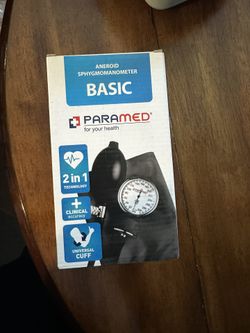 ANEROID
SPHYGMOMANOMETER
BASIC
PARAMED®
for your health
2 in 1
TECHNOLOGY
CLINICAL
ACCURACY
UNIVERSAL
CUFF